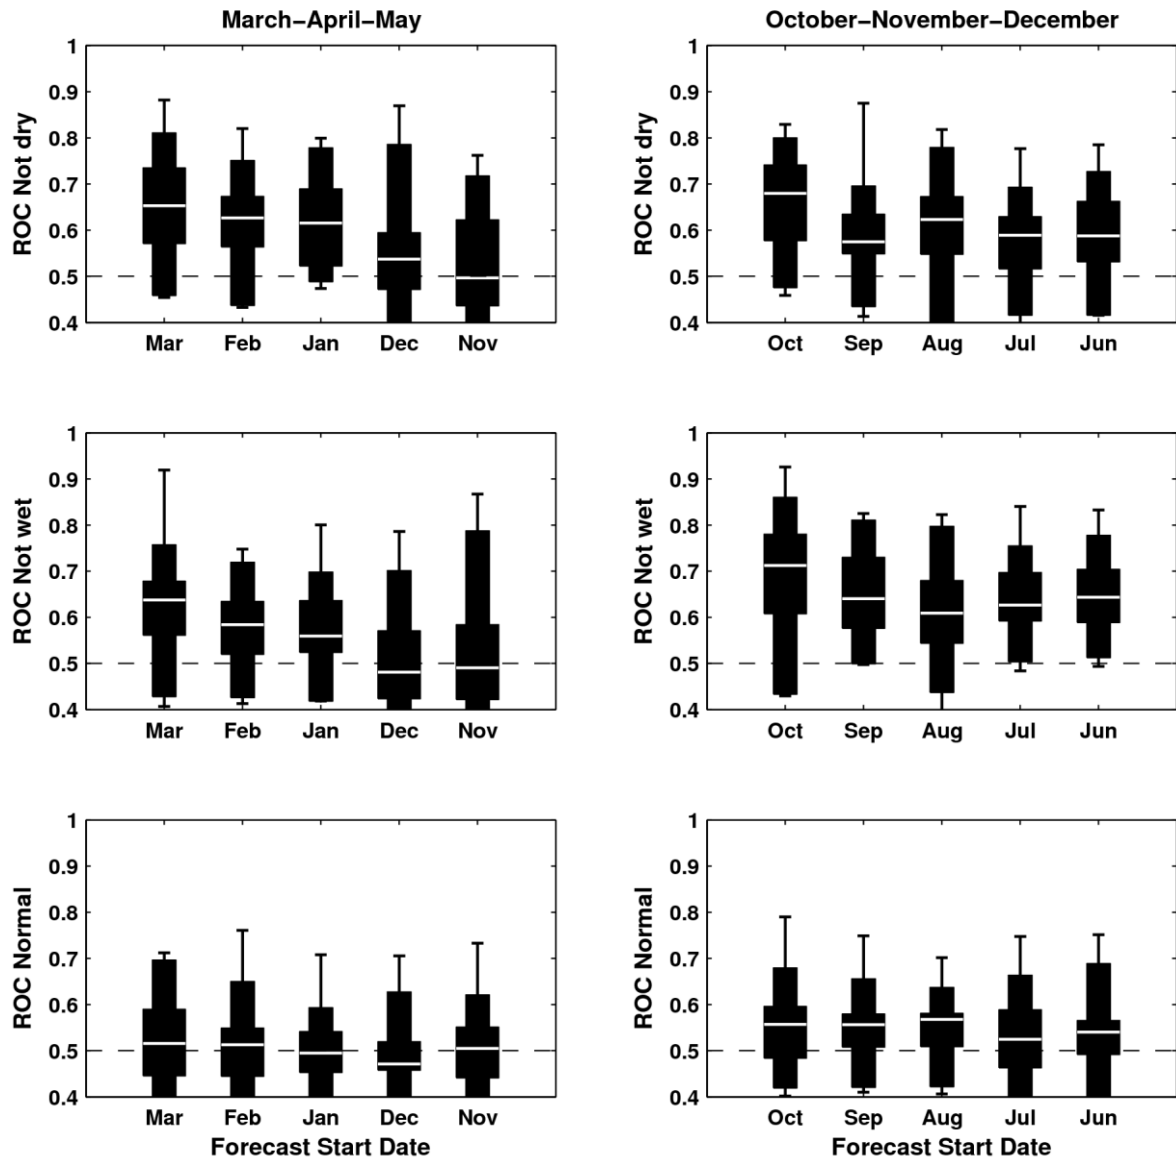 March-April-May
October-November-December
ROC Not dry
1
0.9
0.8
0.7
0.6
0.5
0.4
Mar Feb Jan Dec Nov
ROC Not dry
1
0.9
0.8
0.7
0.6
0.5
0.4
Oct Sep Aug Jul Jun
ROC Not wet
1
0.9
0.8
0.7
0.6
0.5
0.4
Mar Feb Jan Dec Nov
ROC Not wet
1
0.9
0.8
0.7
0.6
0.5
0.4
Oct Sep Aug Jul Jun
ROC Normal
1
0.9
0.8
0.7
0.6
0.5
0.4
Mar Feb Jan Dec Nov
Forecast Start Date
ROC Normal
1
0.9
0.8
0.7
0.6
0.5
0.4
Oct Sep Aug Jul Jun
Forecast Start Date